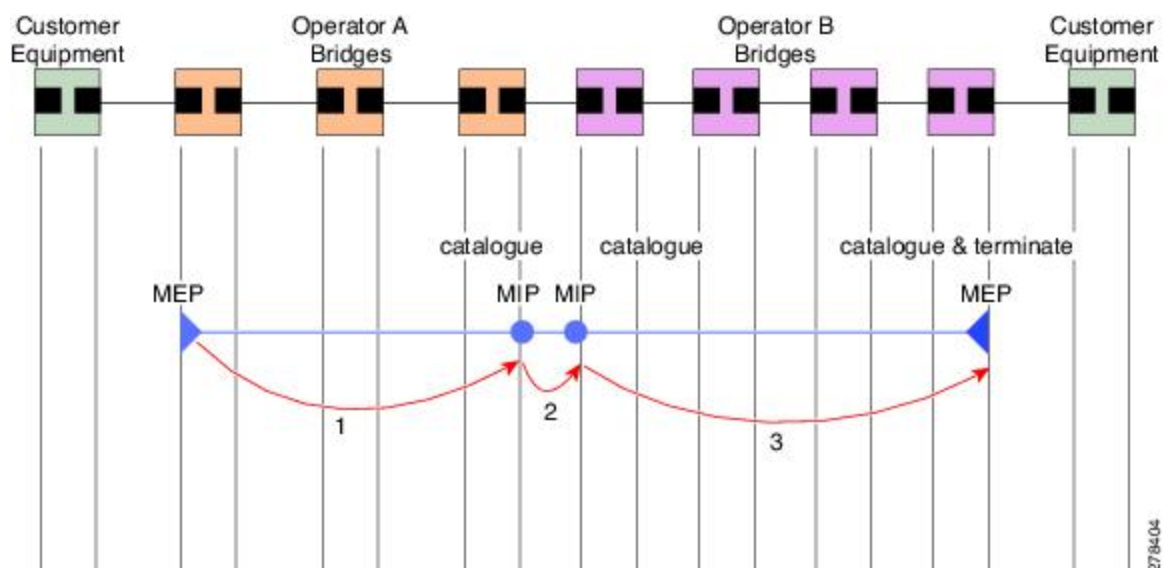 Customer
Equipment
Operator A
Bridges
Operator B
Bridges
Customer
Equipment
catalogue
catalogue
catalogue & terminate
MEP
MIP
MIP
MEP
1
2
3
278404